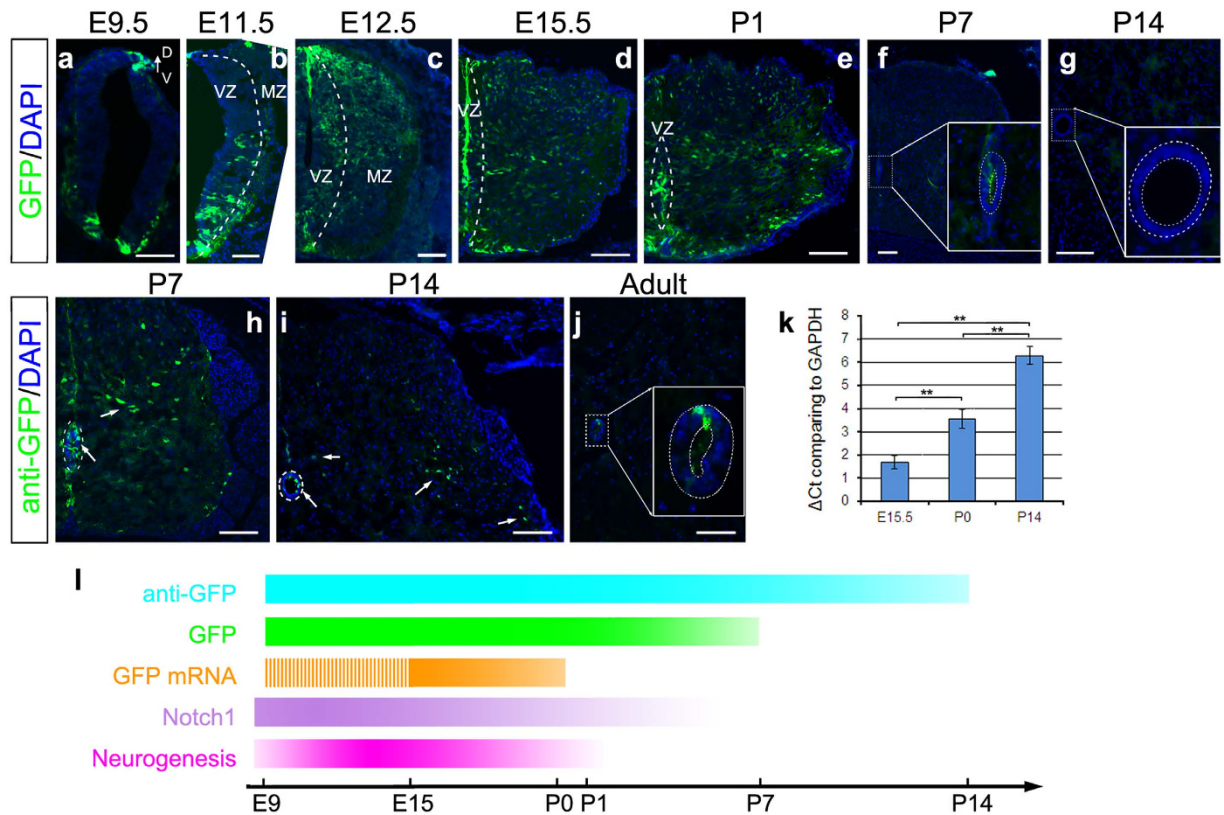 E9.5 E11.5 E12.5 E15.5 P1 P7 P14
GFP/DAPI
a D V b VZ MZ c VZ MZ d VZ e VZ f g
P7 P14 Adult
anti-GFP/DAPI
h i j
k
ΔCt comparing to GAPDH
8
7
6
5
4
3
2
1
0
** **
**
E15.5 P0 P14
l
anti-GFP
GFP
GFP mRNA
Notch1
Neurogenesis
E9 E15 P0 P1 P7 P14